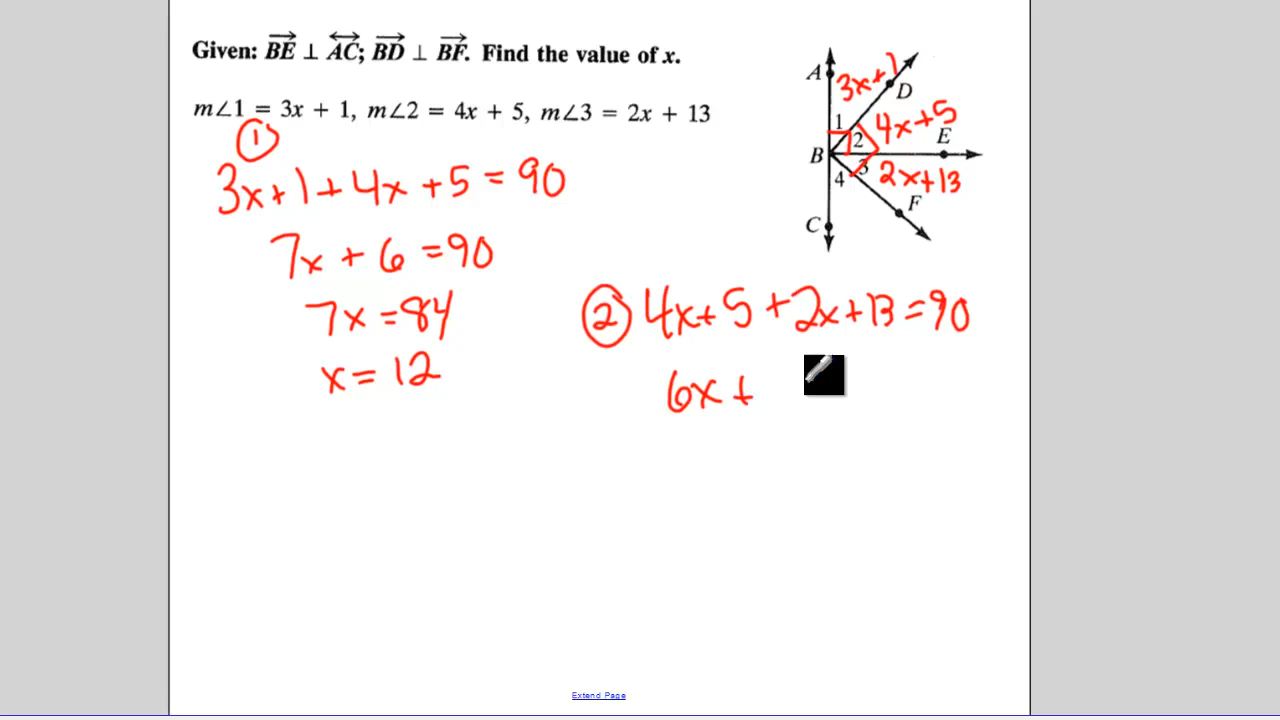 Given: BE ⊥ AC; BD ⊥ BF. Find the value of x.
m∠1 = 3x + 1, m∠2 = 4x + 5, m∠3 = 2x + 13
①
3x+1+4x+5=90
7x+6=90
7x=84
x=12
② 4x+5+2x+13=90
6x+
A
3x+1
D
1
4x+5
2
E
B
3
2x+13
4
F
C
Extend Page